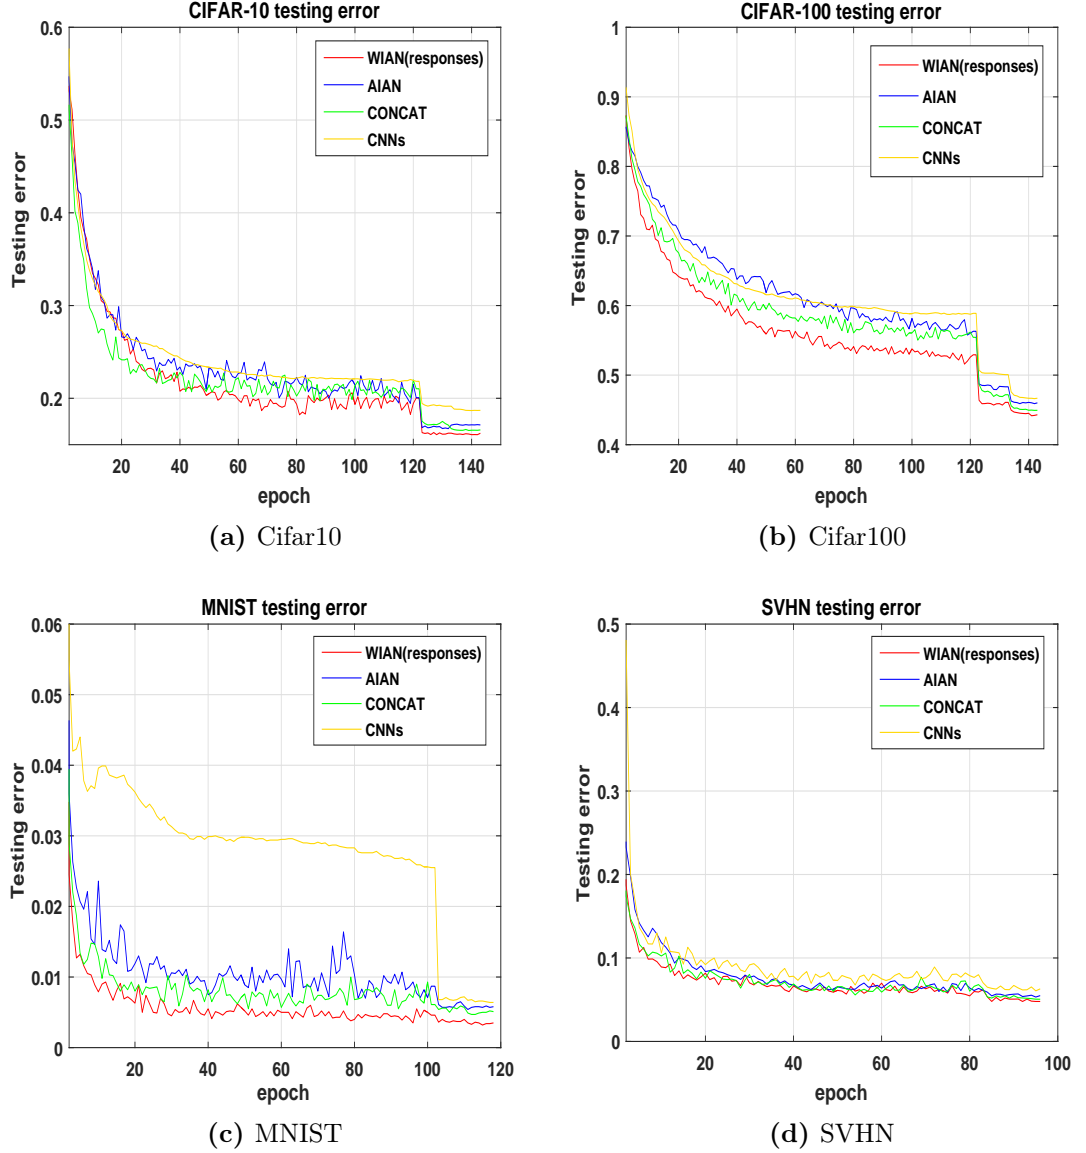 CIFAR-10 testing error
0.6
0.5
0.4
0.3
0.2
Testing error
WIAN(responses)
AIAN
CONCAT
CNNs
20 40 60 80 100 120 140
epoch
(a) Cifar10
CIFAR-100 testing error
1
0.9
0.8
0.7
0.6
0.5
0.4
Testing error
WIAN(responses)
AIAN
CONCAT
CNNs
20 40 60 80 100 120 140
epoch
(b) Cifar100
MNIST testing error
0.06
0.05
0.04
0.03
0.02
0.01
0
Testing error
WIAN(responses)
AIAN
CONCAT
CNNs
20 40 60 80 100 120
epoch
(c) MNIST
SVHN testing error
0.5
0.4
0.3
0.2
0.1
0
Testing error
WIAN(responses)
AIAN
CONCAT
CNNs
20 40 60 80 100
epoch
(d) SVHN